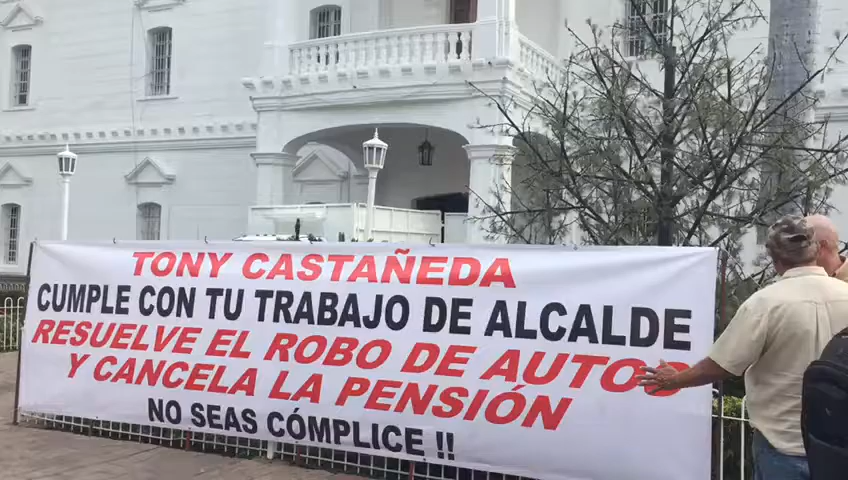 TONY CASTAÑEDA
CUMPLE CON TU TRABAJO DE ALCALDE
RESUELVE EL ROBO DE AUTOS
Y CANCELA LA PENSIÓN
NO SEAS CÓMPLICE !!